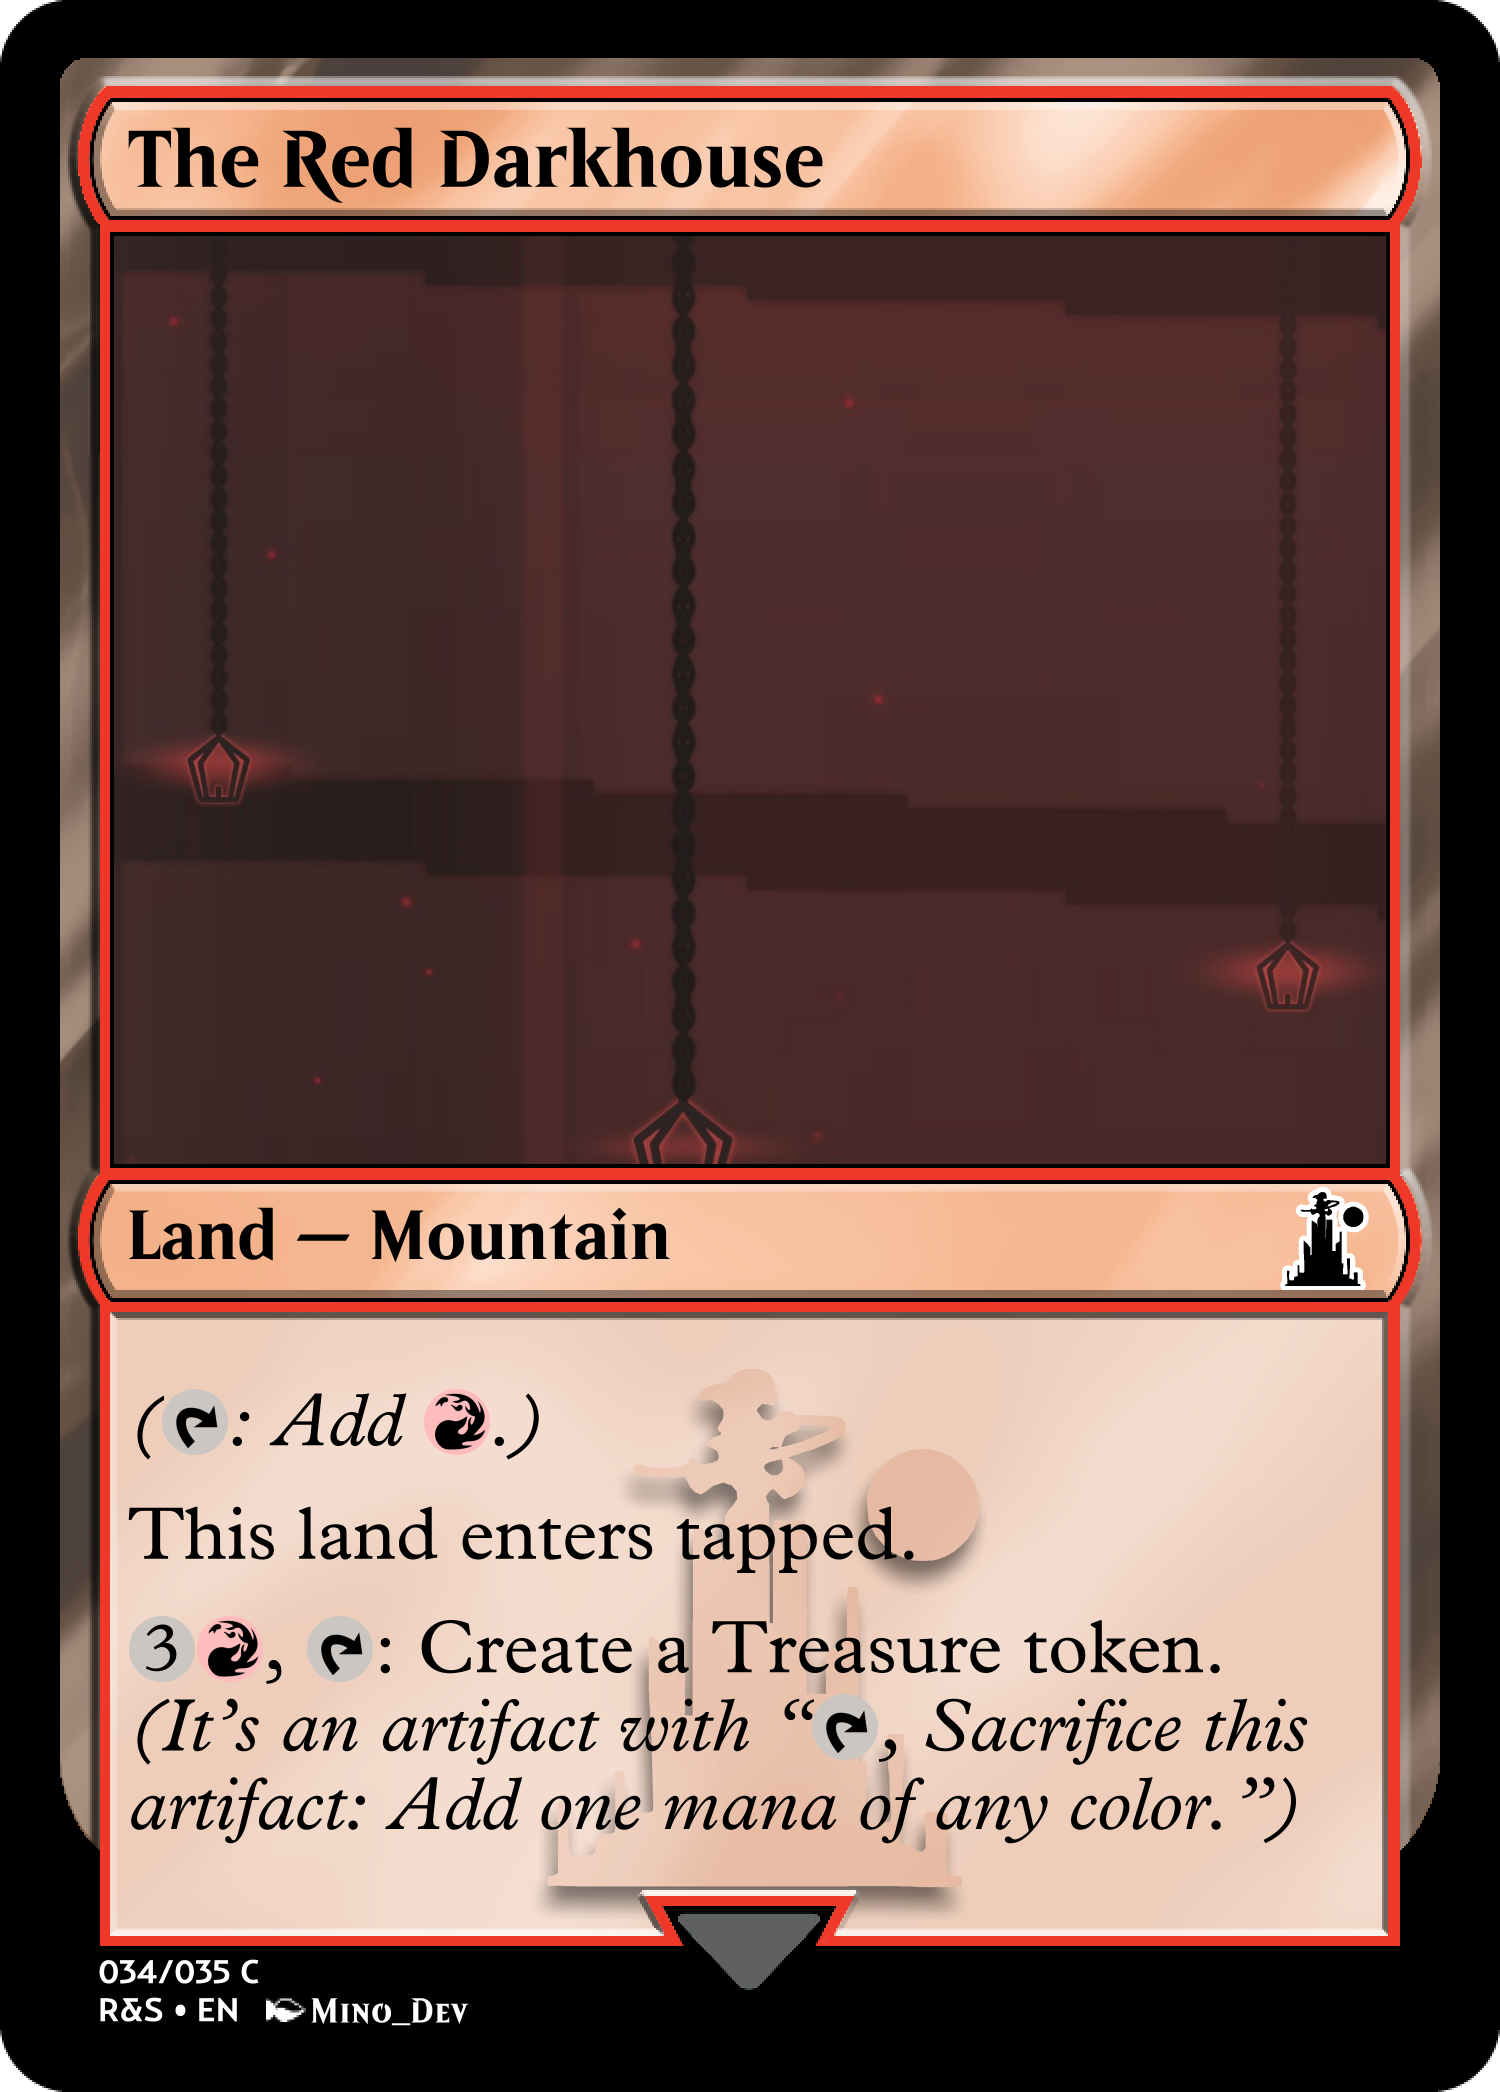 The Red Darkhouse
Land — Mountain
(: Add .)
This land enters tapped.
3, : Create a Treasure token.
(It’s an artifact with “, Sacrifice this
artifact: Add one mana of any color.”)
034/035 C
R&S • EN Mino_Dev